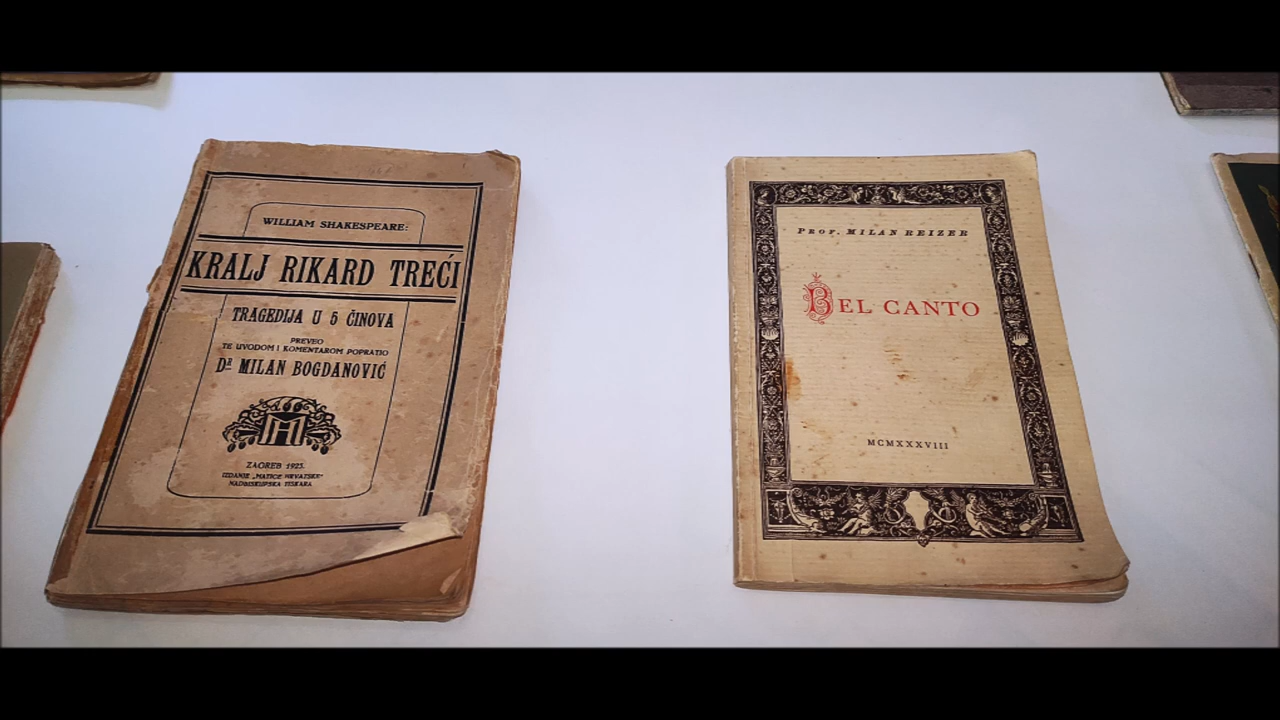 WILLIAM SHAKESPEARE:
KRALJ RIKARD TREĆI
TRAGEDIJA U 5 ČINOVA
PREVEO
TE UVODOM I KOMENTAROM POPRATIO
DR MILAN BOGDANOVIĆ
MH
ZAGREB 1923.
IZDANJE „MATICE HRVATSKE"
NADBISKUPSKA TISKARA
PROF. MILAN REIZER
BEL CANTO
MCMXXXVIII